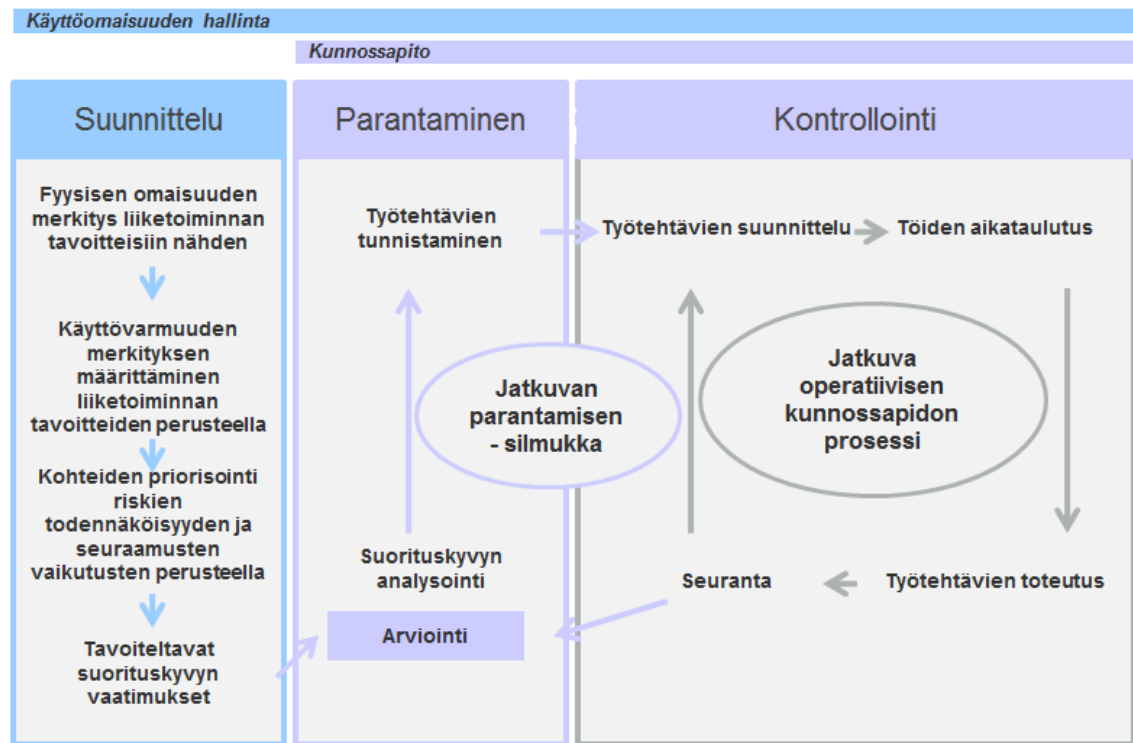 Käyttöomaisuuden hallinta
Kunnossapito
Suunnittelu
Fyysisen omaisuuden
merkitys liiketoiminnan
tavoitteisiin nähden
Käyttövarmuuden
merkityksen
määrittäminen
liiketoiminnan
tavoitteiden perusteella
Kohteiden priorisointi
riskien
todennäköisyyden ja
seuraamusten
vaikutusten perusteella
Tavoiteltavat
suorituskyvyn
vaatimukset
Parantaminen
Työtehtävien
tunnistaminen
Jatkuvan
parantamisen
- silmukka
Suorituskyvyn
analysointi
Arviointi
Kontrollointi
Työtehtävien suunnittelu
Töiden aikataulutus
Jatkuva
operatiivisen
kunnossapidon
prosessi
Seuranta
Työtehtävien toteutus